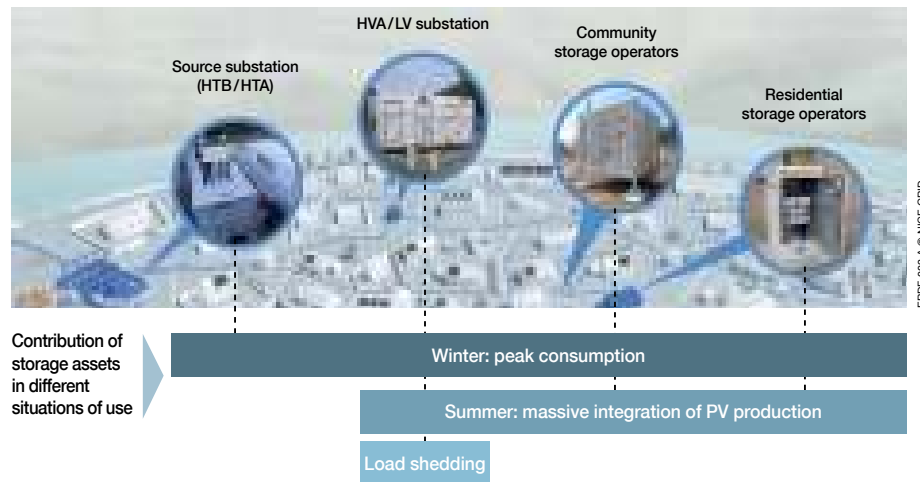 HVA/LV substation
Community
storage operators
Source substation
(HTB/HTA)
Residential
storage operators
Contribution of
storage assets
in different
situations of use
Winter: peak consumption
Summer: massive integration of PV production
Load shedding